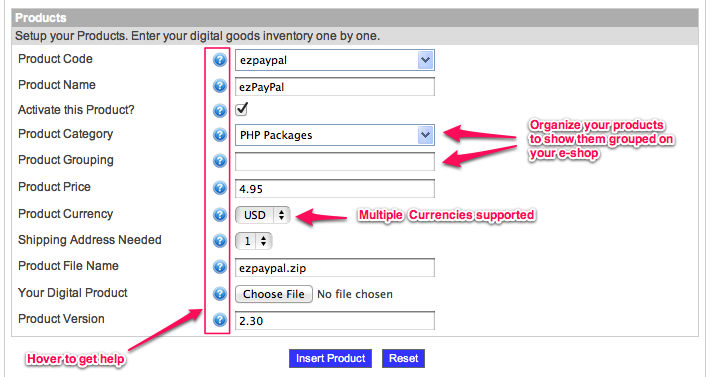 Products
Setup your Products. Enter your digital goods inventory one by one.
Product Code ? ezpaypal
Product Name ? ezPayPal
Activate this Product? ?
Product Category ? PHP Packages
Organize your products
to show them grouped on
your e-shop
Product Grouping ?
Product Price ? 4.95
Product Currency ? USD
Multiple Currencies supported
Shipping Address Needed ? 1
Product File Name ? ezpaypal.zip
Your Digital Product ? Choose File No file chosen
Product Version ? 2.30
Hover to get help
Insert Product Reset